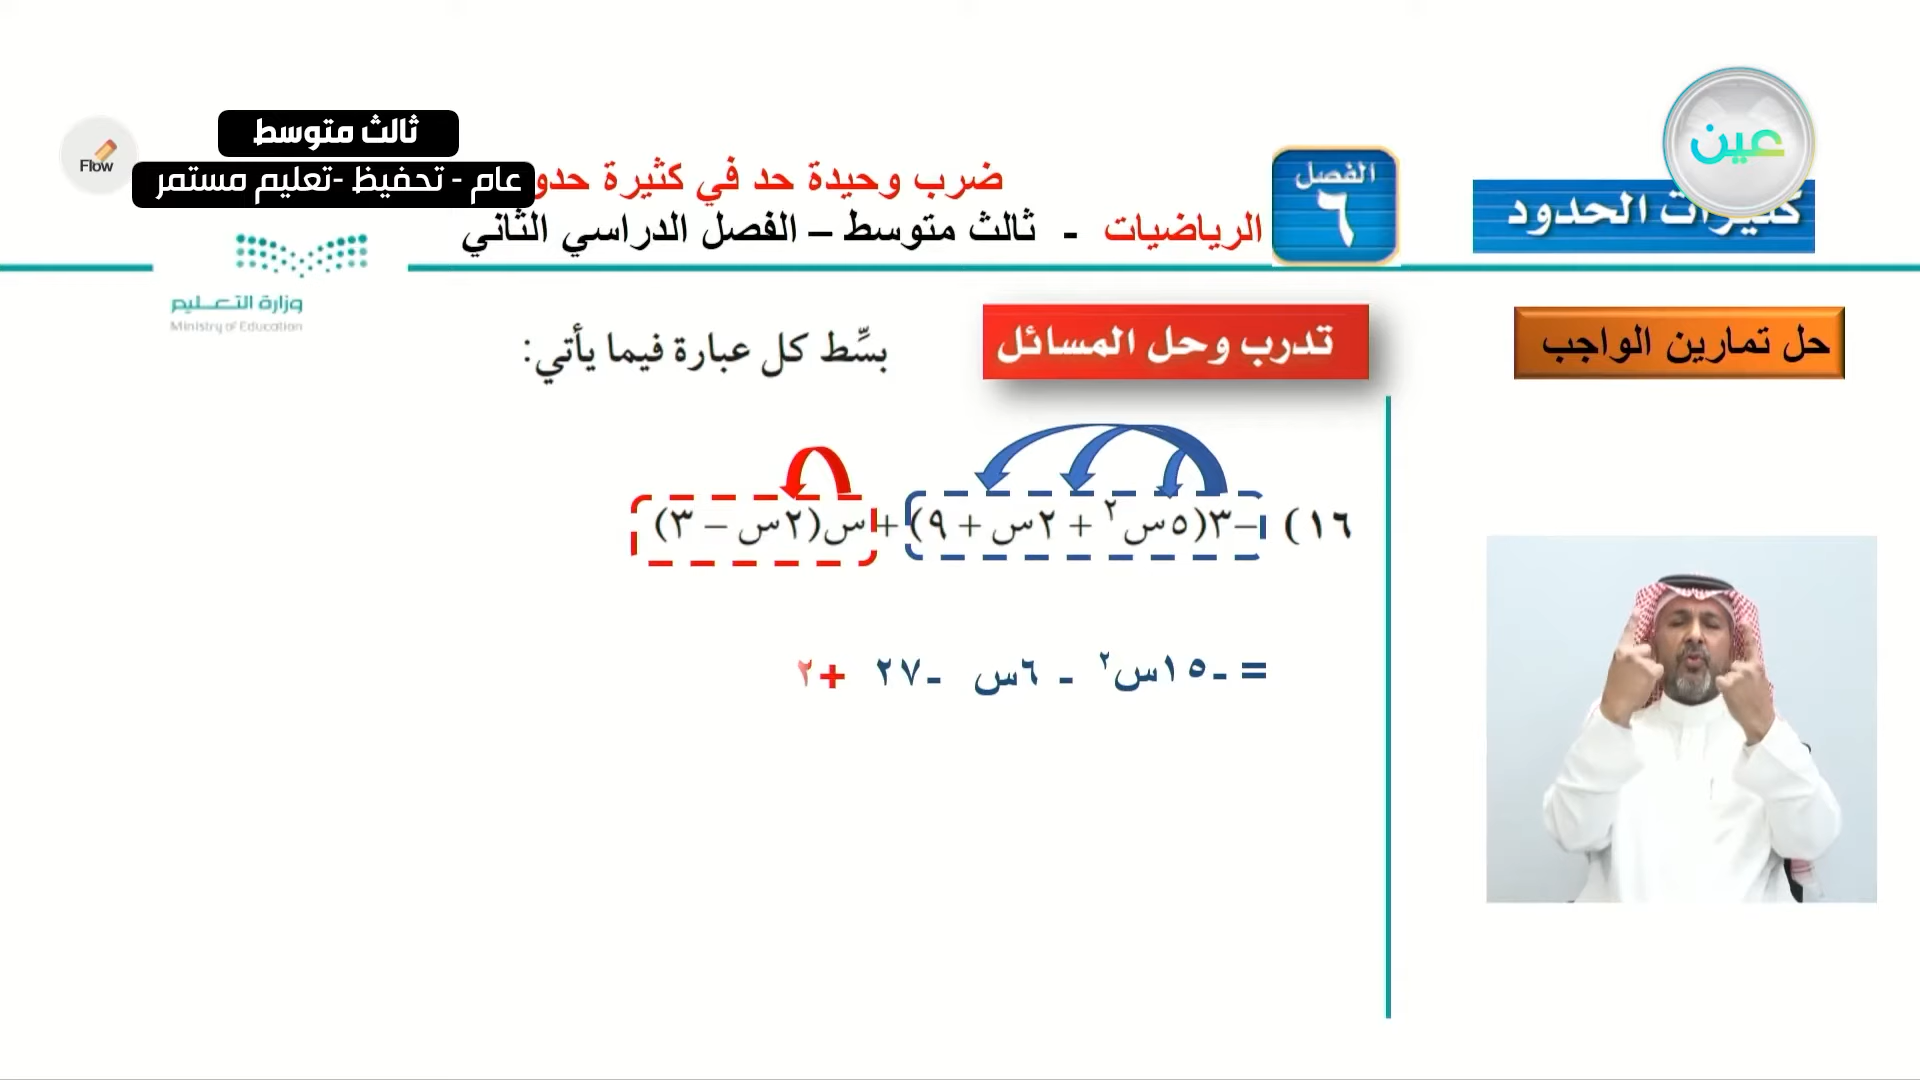 عين
ثالث متوسط
Flow
عام - تحفيظ -تعليم مستمر
ضرب وحيدة حد في كثيرة حدو
الفصل
٦
كثيرات الحدود
الرياضيات - ثالث متوسط – الفصل الدراسي الثاني
وزارة التعـــليم
Ministry of Education
حل تمارين الواجب
تدرب وحل المسائل
بسِّط كل عبارة فيما يأتي:
١٦) –٣(٥س٢ + ٢س + ٩) + س(٢س – ٣)
= -١٥س٢ - ٦س -٢٧ +٢